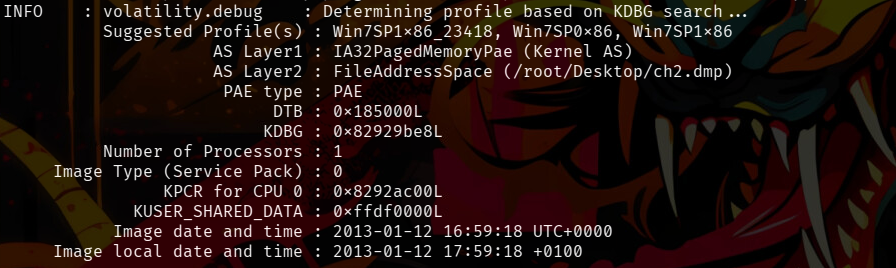 INFO    : volatility.debug    : Determining profile based on KDBG search...
          Suggested Profile(s) : Win7SP1x86_23418, Win7SP0x86, Win7SP1x86
                     AS Layer1 : IA32PagedMemoryPae (Kernel AS)
                     AS Layer2 : FileAddressSpace (/root/Desktop/ch2.dmp)
                      PAE type : PAE
                           DTB : 0x185000L
                          KDBG : 0x82929be8L
          Number of Processors : 1
     Image Type (Service Pack) : 0
                KPCR for CPU 0 : 0x8292ac00L
             KUSER_SHARED_DATA : 0xffdf0000L
           Image date and time : 2013-01-12 16:59:18 UTC+0000
     Image local date and time : 2013-01-12 17:59:18 +0100